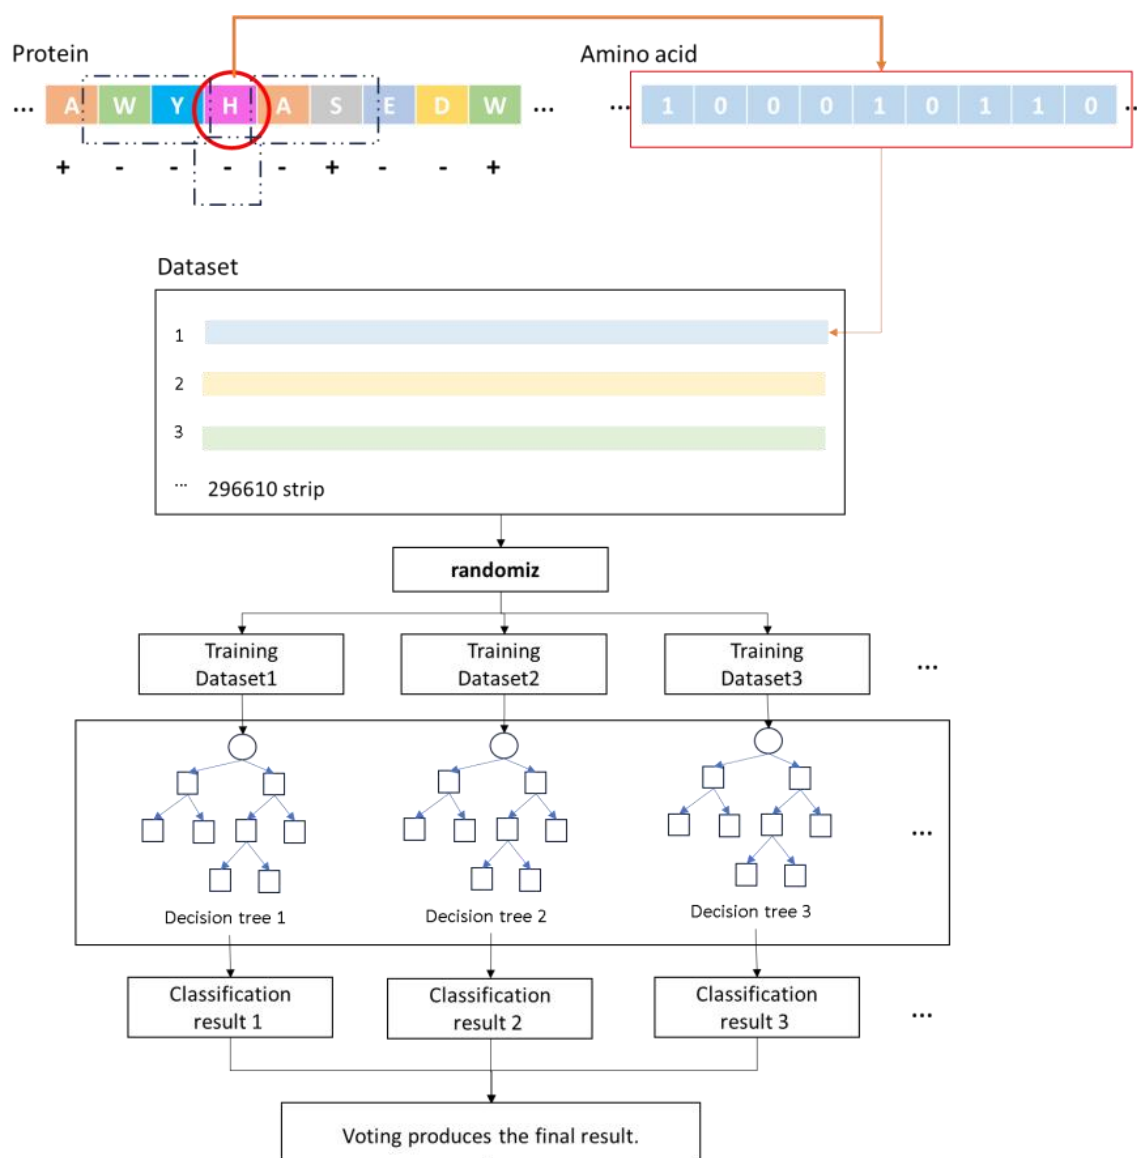 Protein
Amino acid
... A W Y H A S E D W ...
... 1 0 0 0 1 0 1 1 0 ...
+ - - - - + - - +
Dataset
1
2
3
... 296610 strip
randomiz
Training
Dataset1
Training
Dataset2
Training
Dataset3
...
...
Decision tree 1
Decision tree 2
Decision tree 3
Classification
result 1
Classification
result 2
Classification
result 3
...
Voting produces the final result.